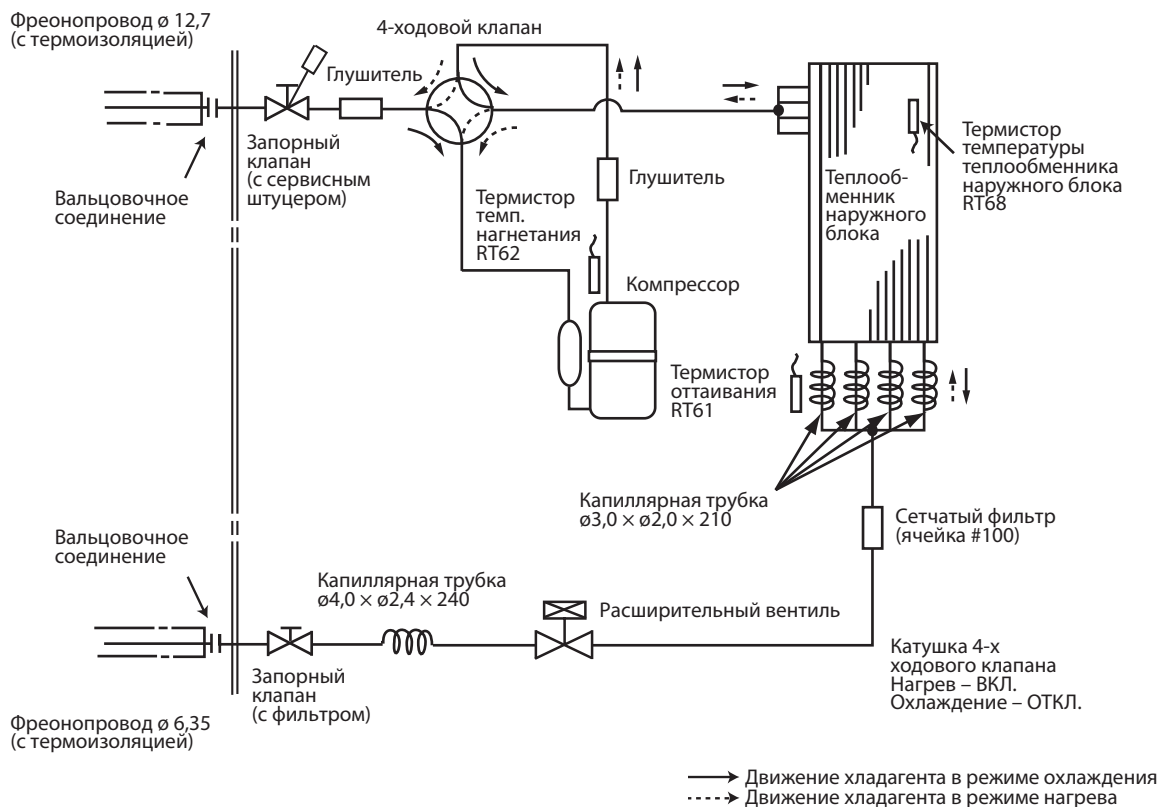 Фреонопровод ø 12,7
(с термоизоляцией)
4-ходовой клапан
Глушитель
Запорный
клапан
(с сервисным
штуцером)
Вальцовочное
соединение
Глушитель
Термистор
темп.
нагнетания
RT62
Компрессор
Теплооб-
менник
наружного
блока
Термистор
температуры
теплообменника
наружного блока
RT68
Термистор
оттаивания
RT61
Капиллярная трубка
ø3,0 × ø2,0 × 210
Сетчатый фильтр
(ячейка #100)
Вальцовочное
соединение
Капиллярная трубка
ø4,0 × ø2,4 × 240
Расширительный вентиль
Запорный
клапан
(с фильтром)
Катушка 4-х
ходового клапана
Нагрев – ВКЛ.
Охлаждение – ОТКЛ.
Фреонопровод ø 6,35
(с термоизоляцией)
Движение хладагента в режиме охлаждения
Движение хладагента в режиме нагрева